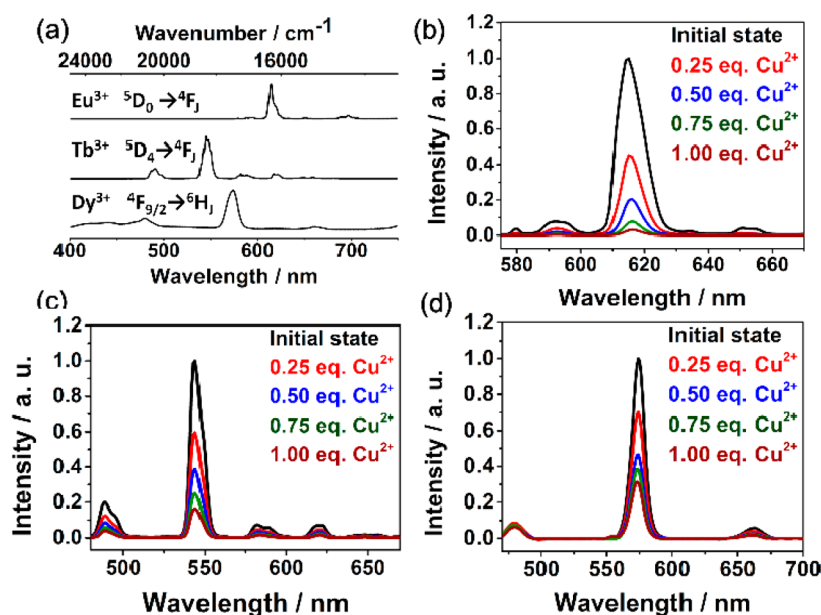 (a)
Wavenumber / cm⁻¹
24000 20000 18000 16000
Eu³⁺ ⁵D₀ →⁴F_J
Tb³⁺ ⁵D₄→⁴F_J
Dy³⁺ ⁴F₉/₂→⁶H_J
400 500 600 700
Wavelength / nm
(b)
Intensity / a. u.
1.2
1.0
0.8
0.6
0.4
0.2
0.0
Initial state
0.25 eq. Cu²⁺
0.50 eq. Cu²⁺
0.75 eq. Cu²⁺
1.00 eq. Cu²⁺
580 600 620 640 660
Wavelength / nm
(c)
Intensity / a. u.
1.2
1.0
0.8
0.6
0.4
0.2
0.0
Initial state
0.25 eq. Cu²⁺
0.50 eq. Cu²⁺
0.75 eq. Cu²⁺
1.00 eq. Cu²⁺
500 550 600 650
Wavelength / nm
(d)
Intensity / a. u.
1.2
1.0
0.8
0.6
0.4
0.2
0.0
Initial state
0.25 eq. Cu²⁺
0.50 eq. Cu²⁺
0.75 eq. Cu²⁺
1.00 eq. Cu²⁺
500 550 600 650 700
Wavelength / nm